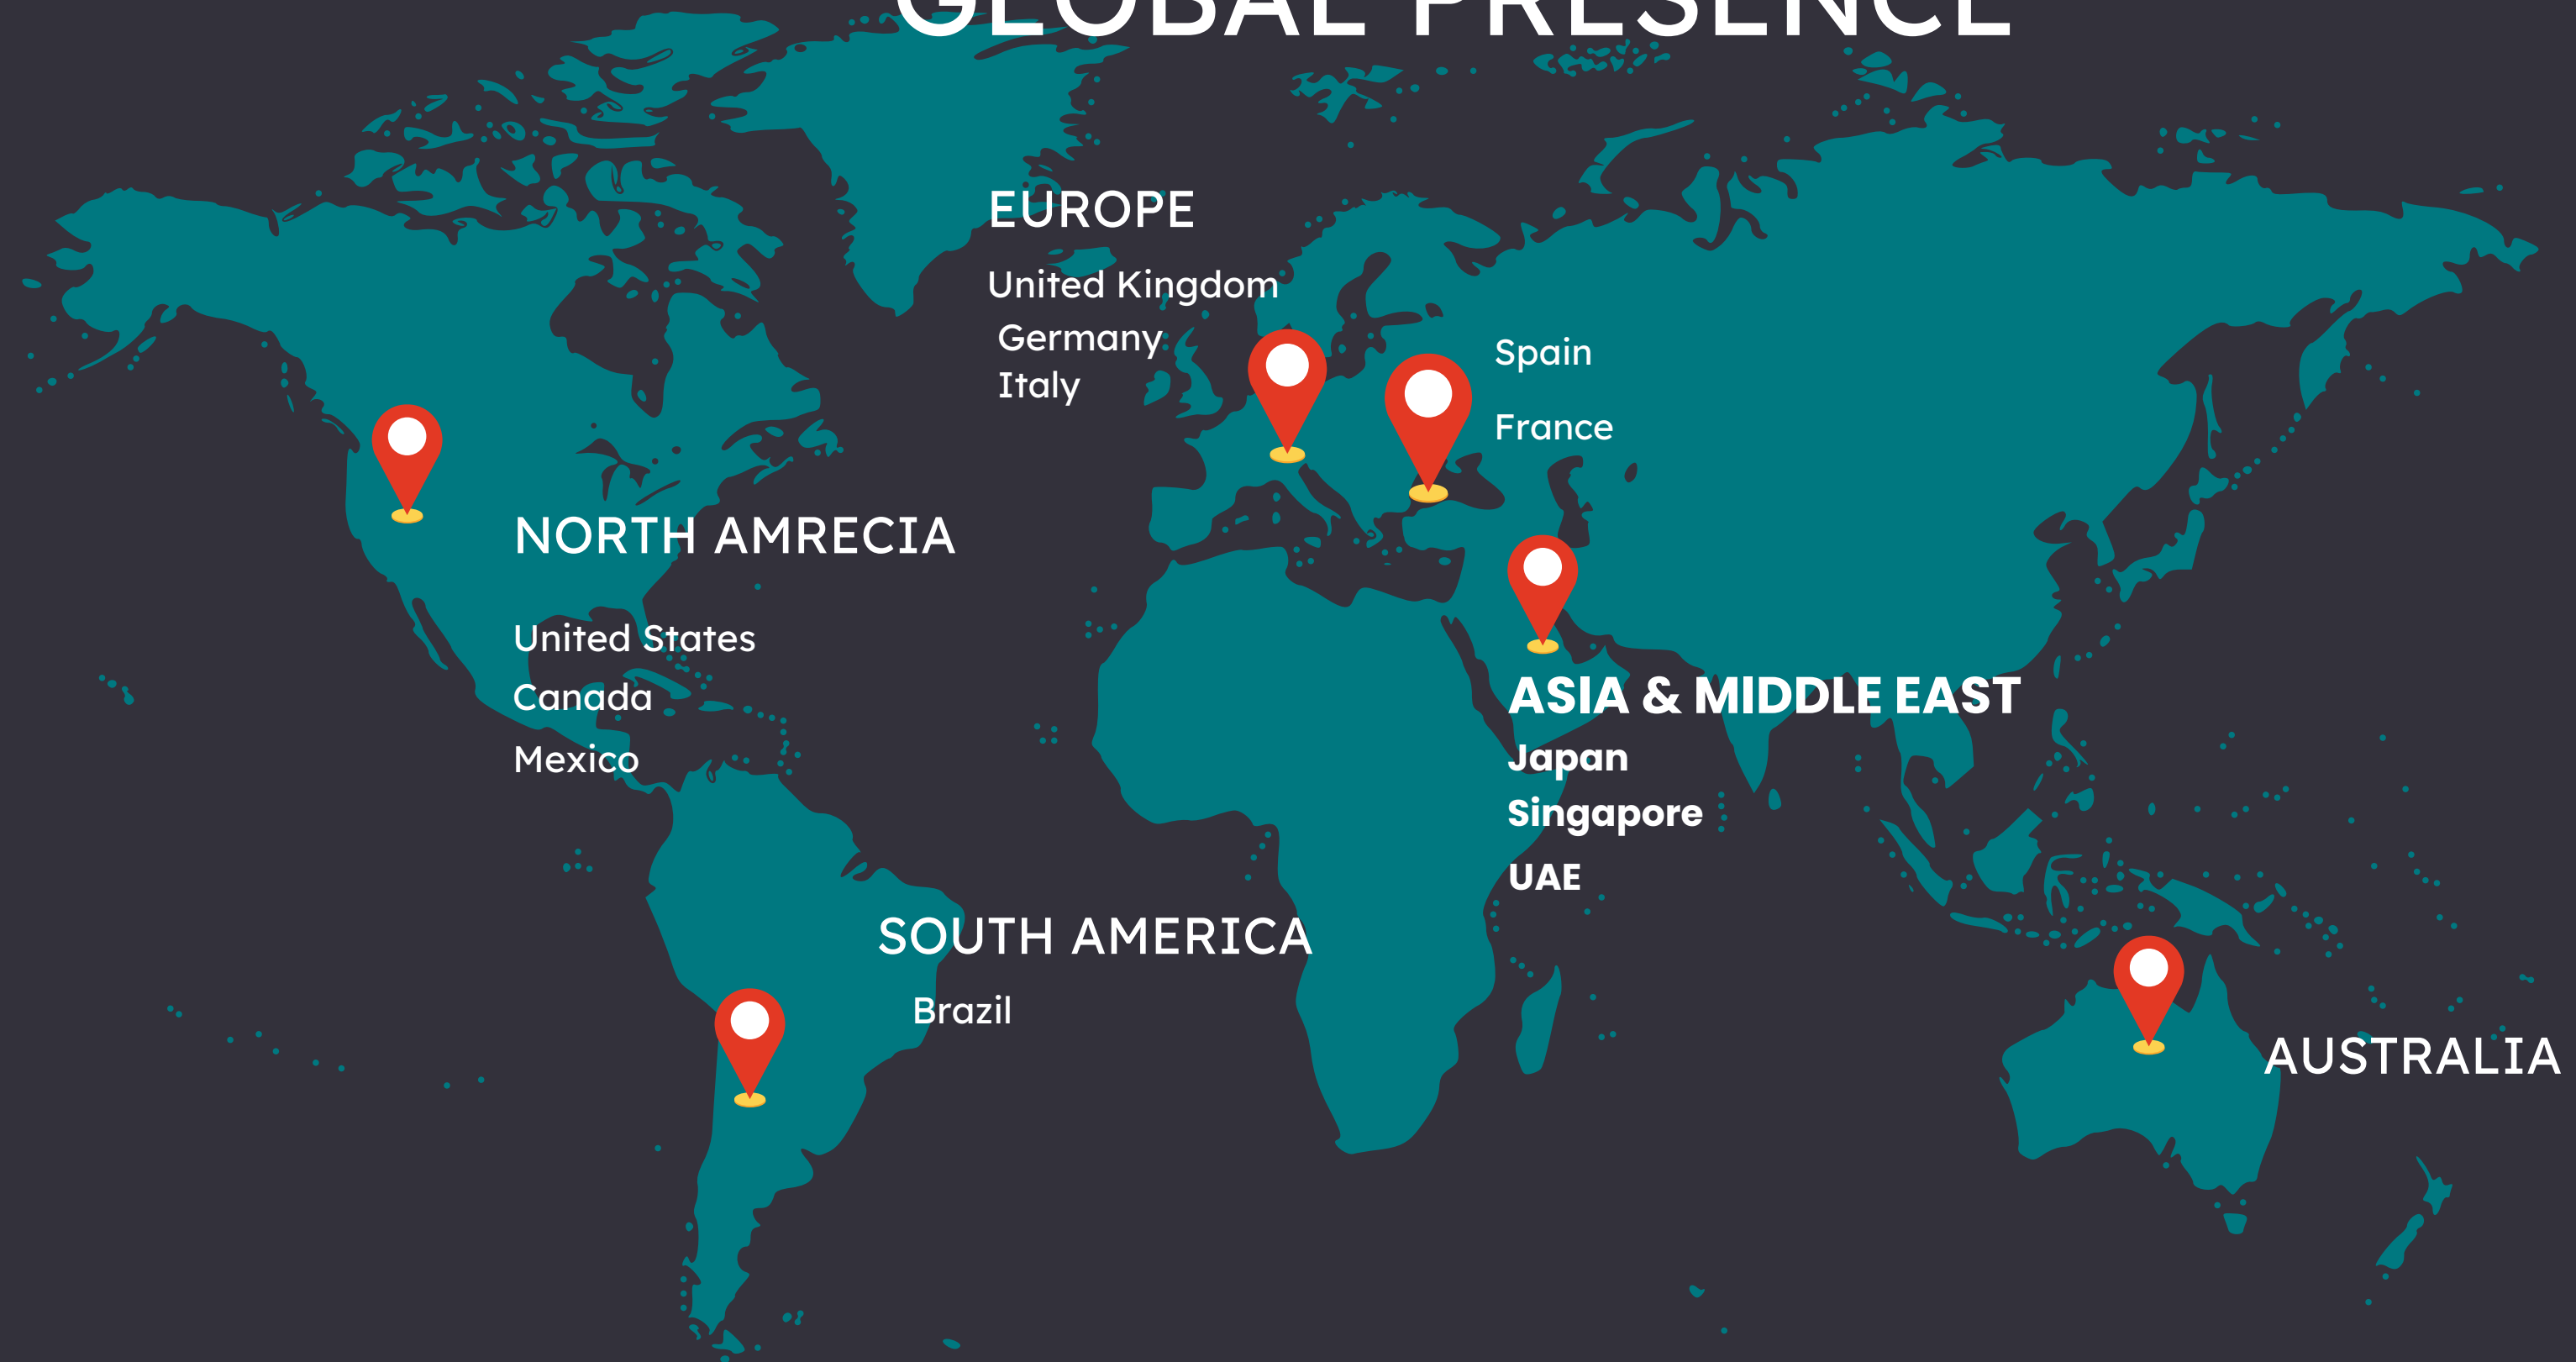 GLOBAL PRESENCE
EUROPE
United Kingdom
Germany
Italy
Spain
France
NORTH AMRECIA
United States
Canada
Mexico
ASIA & MIDDLE EAST
Japan
Singapore
UAE
SOUTH AMERICA
Brazil
AUSTRALIA